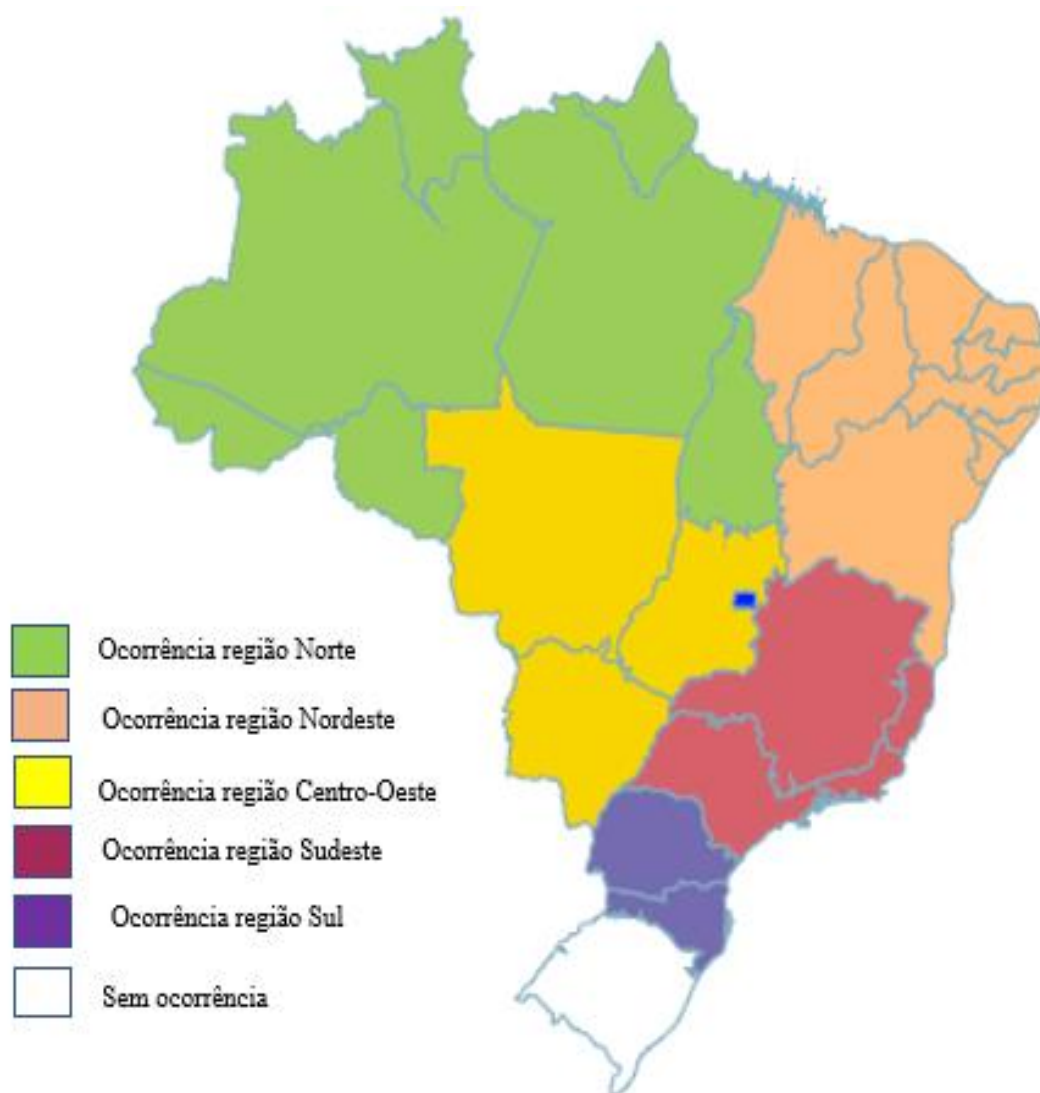 Ocorrência região Norte
Ocorrência região Nordeste
Ocorrência região Centro-Oeste
Ocorrência região Sudeste
Ocorrência região Sul
Sem ocorrência